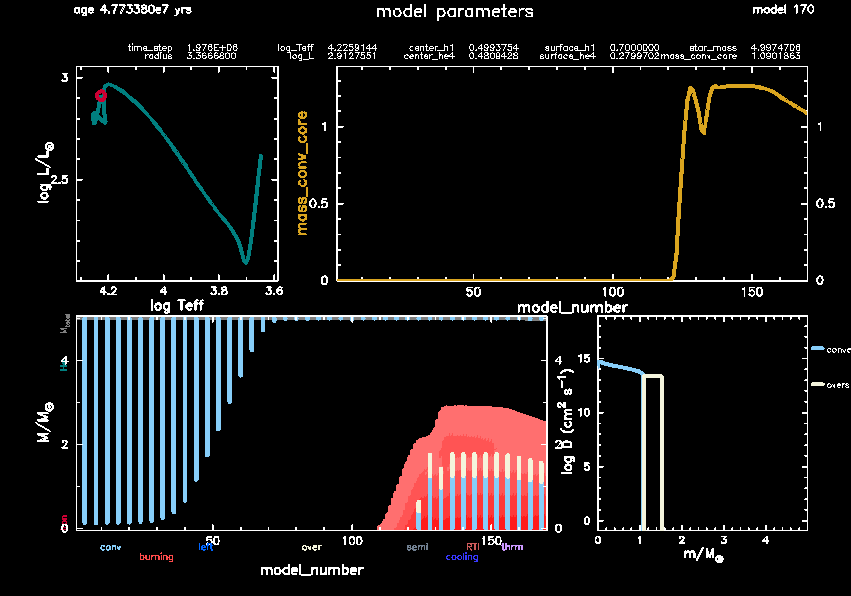 age 4.773380e7 yrs
model parameters
model 170
time_step 1.976E+06 log_Teff 4.2259144 center_h1 0.4993754 surface_h1 0.7000000 star_mass 4.9974706
radius 3.3666800 log_L 2.9127551 center_he4 0.4809428 surface_he4 0.2799702 mass_conv_core 1.0901863
3
2.5
log L/L☉
4.2 4 3.8 3.6
log Teff
mass_conv_core
1
0.5
0
1
0.5
0
50 100 150
model_number
M/M☉
4
2
0
4
2
0
50 100 150
conv left over semi RTI thrm
burning cooling
model_number
log D (cm² s⁻¹)
15
10
5
0
0 1 2 3 4
m/M☉
conve
overs